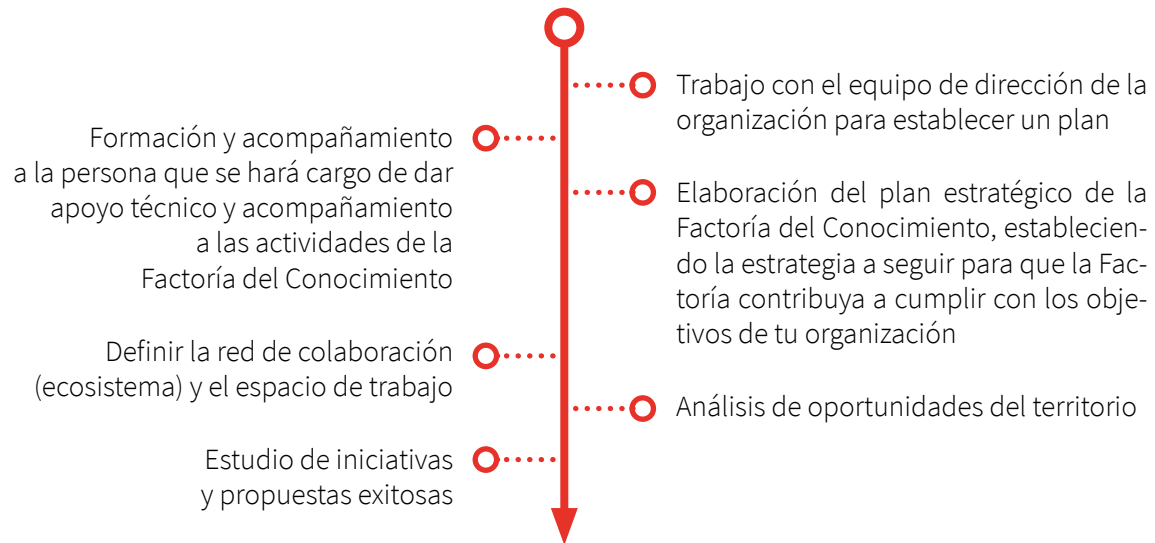 Trabajo con el equipo de dirección de la
organización para establecer un plan
Formación y acompañamiento
a la persona que se hará cargo de dar
apoyo técnico y acompañamiento
a las actividades de la
Factoría del Conocimiento
Elaboración del plan estratégico de la
Factoría del Conocimiento, establecien-
do la estrategia a seguir para que la Fac-
toría contribuya a cumplir con los obje-
tivos de tu organización
Definir la red de colaboración
(ecosistema) y el espacio de trabajo
Análisis de oportunidades del territorio
Estudio de iniciativas
y propuestas exitosas